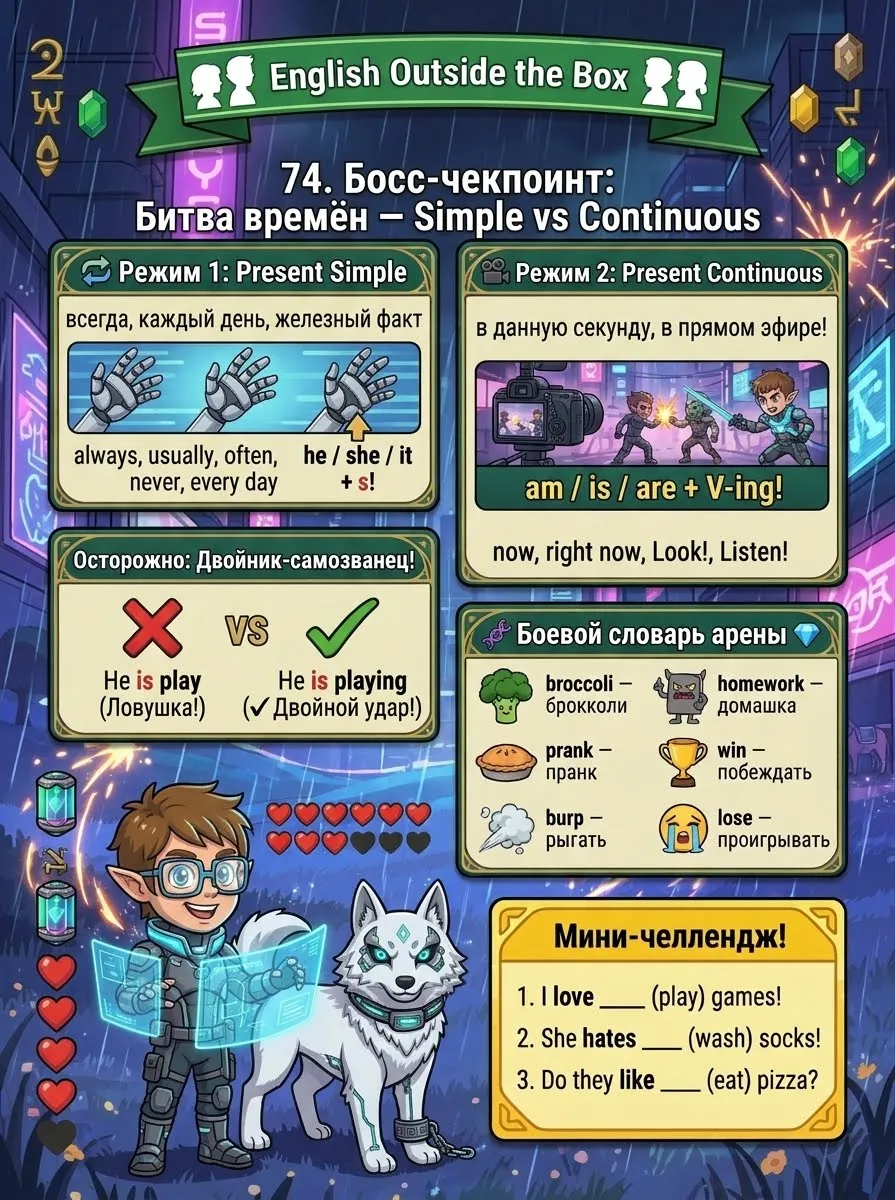 English Outside the Box
74. Босс-чекпоинт:
Битва времён — Simple vs Continuous
Режим 1: Present Simple
всегда, каждый день, железный факт
always, usually, often,
never, every day
he / she / it
+ s!
Режим 2: Present Continuous
в данную секунду, в прямом эфире!
am / is / are + V-ing!
now, right now, Look!, Listen!
Осторожно: Двойник-самозванец!
VS
He is play
(Ловушка!)
He is playing
(✓Двойной удар!)
Боевой словарь арены
broccoli —
брокколи
homework —
домашка
prank —
пранк
win —
побеждать
burp —
рыгать
lose —
проигрывать
Мини-челлендж!
1. I love ___ (play) games!
2. She hates ___ (wash) socks!
3. Do they like ___ (eat) pizza?